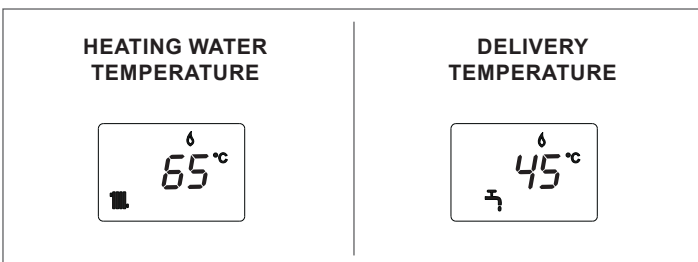 HEATING WATER
TEMPERATURE
65°C
DELIVERY
TEMPERATURE
45°C